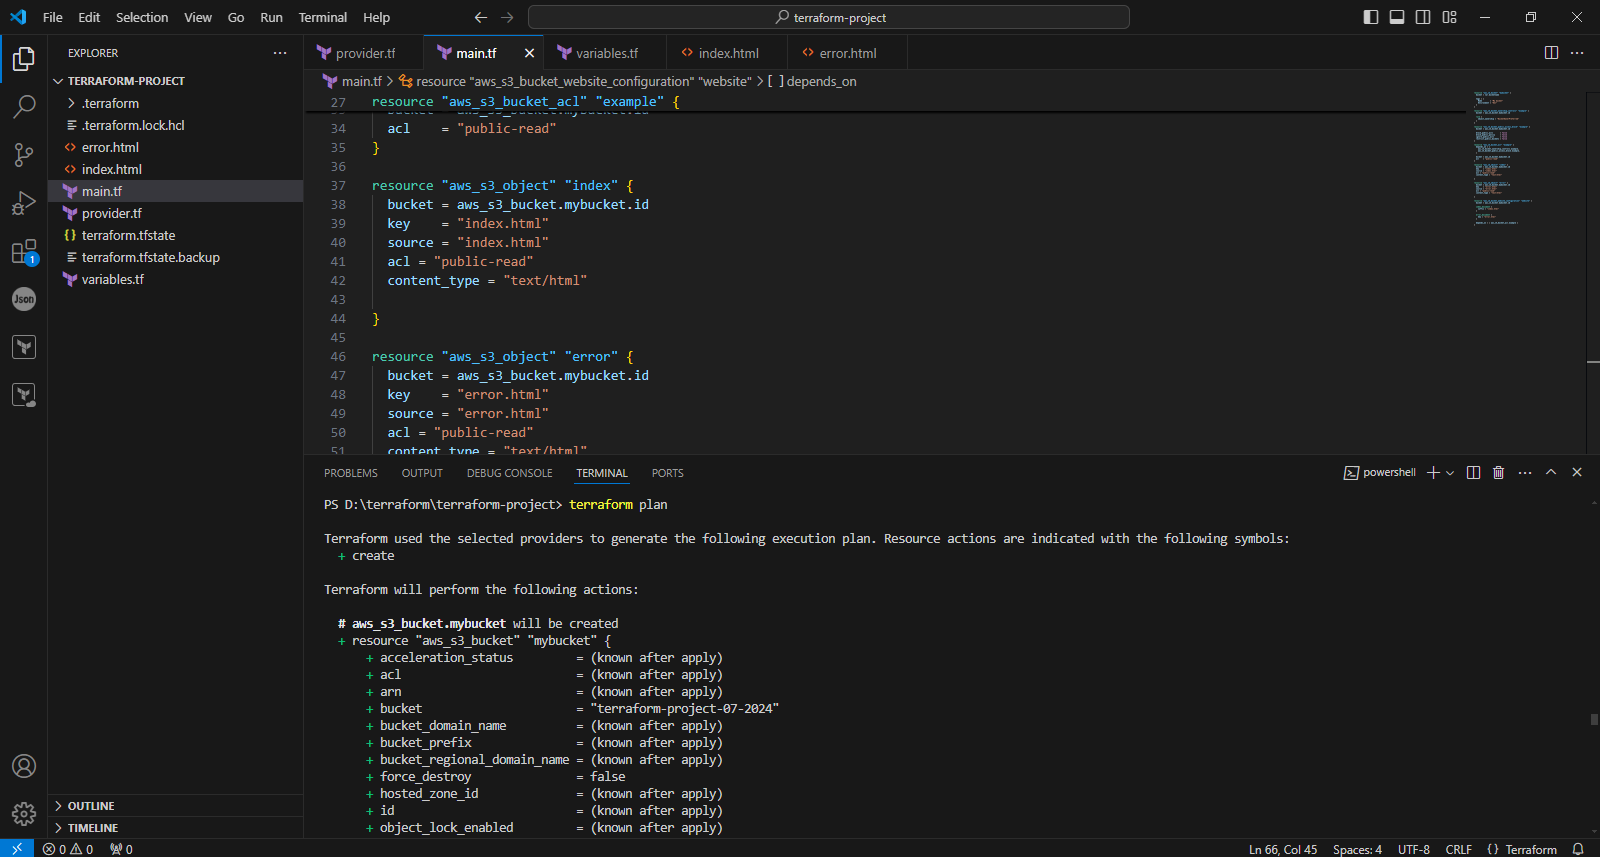 File Edit Selection View Go Run Terminal Help
terraform-project
EXPLORER
TERRAFORM-PROJECT
.terraform
.terraform.lock.hcl
error.html
index.html
main.tf
provider.tf
terraform.tfstate
terraform.tfstate.backup
variables.tf
OUTLINE
TIMELINE
1
Json
provider.tf main.tf variables.tf index.html error.html
main.tf > resource "aws_s3_bucket_website_configuration" "website" > [ ] depends_on
27 resource "aws_s3_bucket_acl" "example" {
34 acl    = "public-read"
35 }
36
37 resource "aws_s3_object" "index" {
38 bucket = aws_s3_bucket.mybucket.id
39 key    = "index.html"
40 source = "index.html"
41 acl = "public-read"
42 content_type = "text/html"
43
44 }
45
46 resource "aws_s3_object" "error" {
47 bucket = aws_s3_bucket.mybucket.id
48 key    = "error.html"
49 source = "error.html"
50 acl = "public-read"
51 content_type = "text/html"
PROBLEMS OUTPUT DEBUG CONSOLE TERMINAL PORTS
powershell
PS D:\terraform\terraform-project> terraform plan
Terraform used the selected providers to generate the following execution plan. Resource actions are indicated with the following symbols:
+ create
Terraform will perform the following actions:
# aws_s3_bucket.mybucket will be created
+ resource "aws_s3_bucket" "mybucket" {
+ acceleration_status         = (known after apply)
+ acl                         = (known after apply)
+ arn                         = (known after apply)
+ bucket                      = "terraform-project-07-2024"
+ bucket_domain_name          = (known after apply)
+ bucket_prefix               = (known after apply)
+ bucket_regional_domain_name = (known after apply)
+ force_destroy               = false
+ hosted_zone_id              = (known after apply)
+ id                          = (known after apply)
+ object_lock_enabled         = (known after apply)
0 0 0
Ln 66, Col 45 Spaces: 4 UTF-8 CRLF { } Terraform